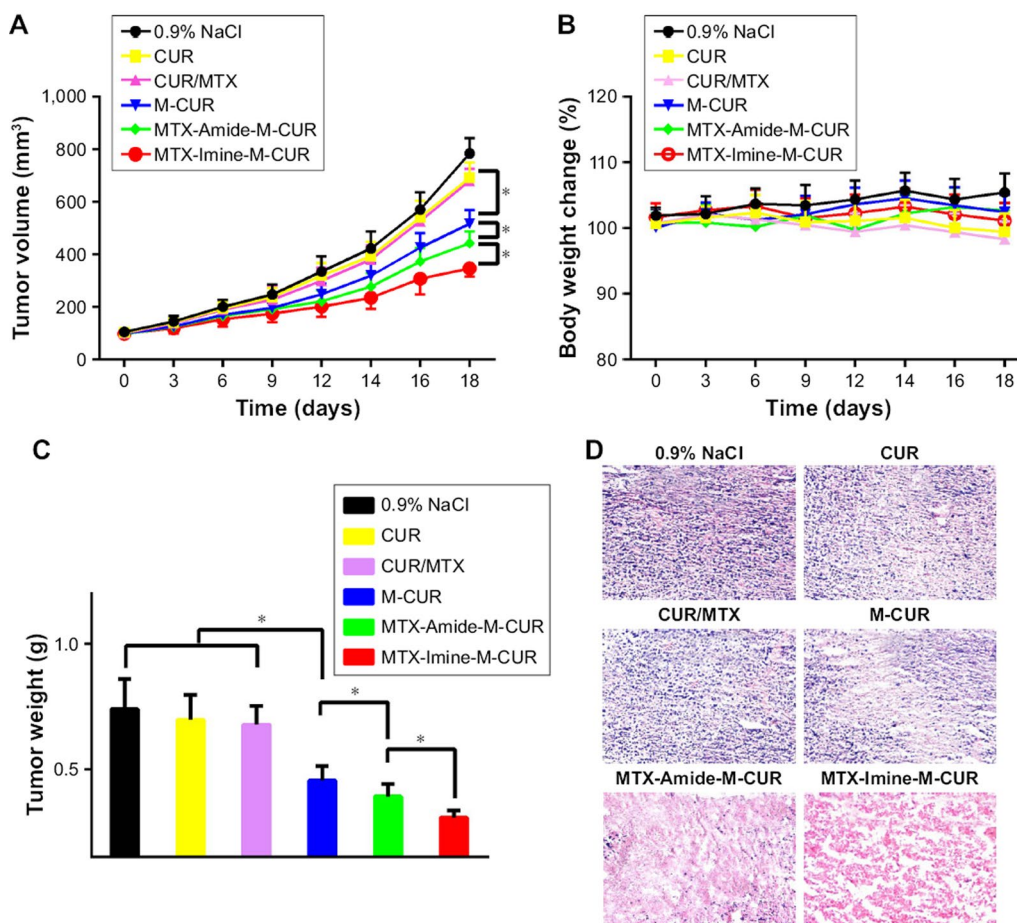 A
0.9% NaCl
CUR
CUR/MTX
M-CUR
MTX-Amide-M-CUR
MTX-Imine-M-CUR
Tumor volume (mm³)
1,000
800
600
400
200
0
*
*
*
0 3 6 9 12 14 16 18
Time (days)
B
0.9% NaCl
CUR
CUR/MTX
M-CUR
MTX-Amide-M-CUR
MTX-Imine-M-CUR
Body weight change (%)
120
110
100
90
80
0 3 6 9 12 14 16 18
Time (days)
C
0.9% NaCl
CUR
CUR/MTX
M-CUR
MTX-Amide-M-CUR
MTX-Imine-M-CUR
Tumor weight (g)
1.0
0.5
*
*
*
D
0.9% NaCl CUR
CUR/MTX M-CUR
MTX-Amide-M-CUR MTX-Imine-M-CUR